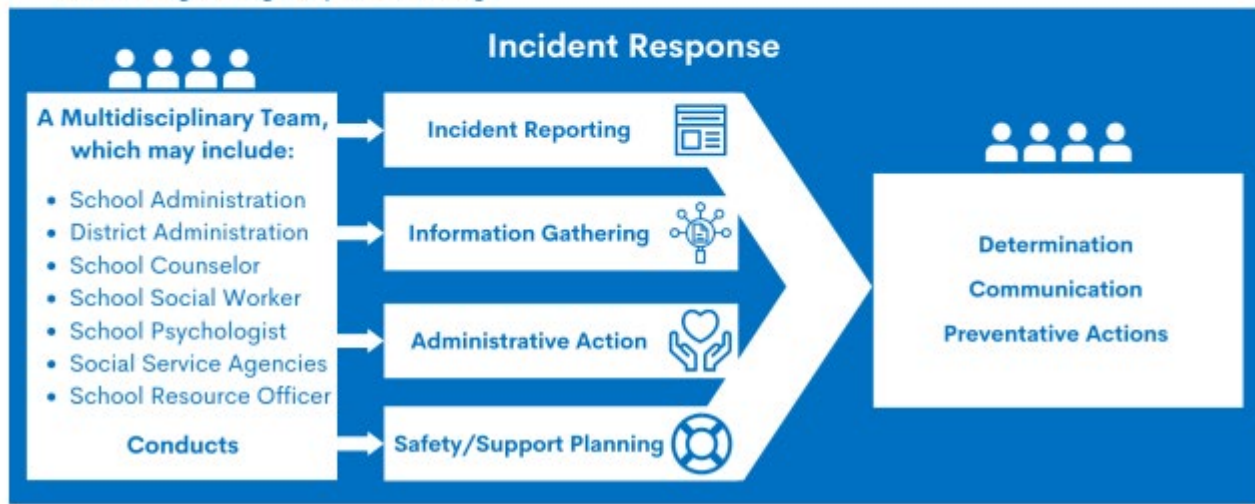 Incident Response
A Multidisciplinary Team,
which may include:
• School Administration
• District Administration
• School Counselor
• School Social Worker
• School Psychologist
• Social Service Agencies
• School Resource Officer
Conducts
Incident Reporting
Information Gathering
Administrative Action
Safety/Support Planning
Determination
Communication
Preventative Actions